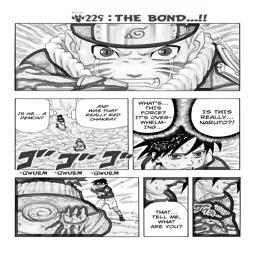 229 : THE BOND...!!
IS THIS
REALLY
NARUTO?!
WHAT'S...
THIS
FORCE?
IT'S OVER-
WHELM-
ING...
AND
WAS THAT
REALLY RED
CHAKRA?
IS HE... A
DEMON?
-GWURM -GWURM -GWURM
THAT...
TELL ME,
WHAT
ARE YOU?